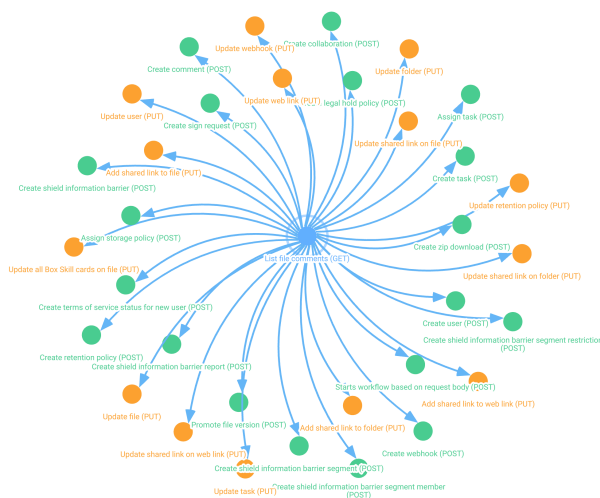 Create collaboration (POST)
Update webhook (PUT)
Create comment (POST)
Update folder (PUT)
Update web link (PUT)
legal hold policy (POST)
Update user (PUT)
Assign task (POST)
Create sign request (POST)
Update shared link on file (PUT)
Add shared link to file (PUT)
Create task (POST)
Create shield information barrier (POST)
Update retention policy (PUT)
Assign storage policy (POST)
Create zip download (POST)
List file comments (GET)
Update all Box Skill cards on file (PUT)
Update shared link on folder (PUT)
Create terms of service status for new user (POST)
Create user (POST)
Create shield information barrier segment restriction
(POST)
Create retention policy (POST)
Create shield information barrier report (POST)
Starts workflow based on request body (POST)
Add shared link to web link (PUT)
Update file (PUT)
Promote file version (POST)
Add shared link to folder (PUT)
Update shared link on web link (PUT)
Create webhook (POST)
Create shield information barrier segment (POST)
Update task (PUT)
Create shield information barrier segment member
(POST)